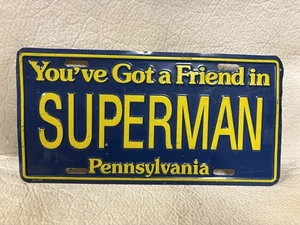 You've Got a Friend in
SUPERMAN
Pennsylvania